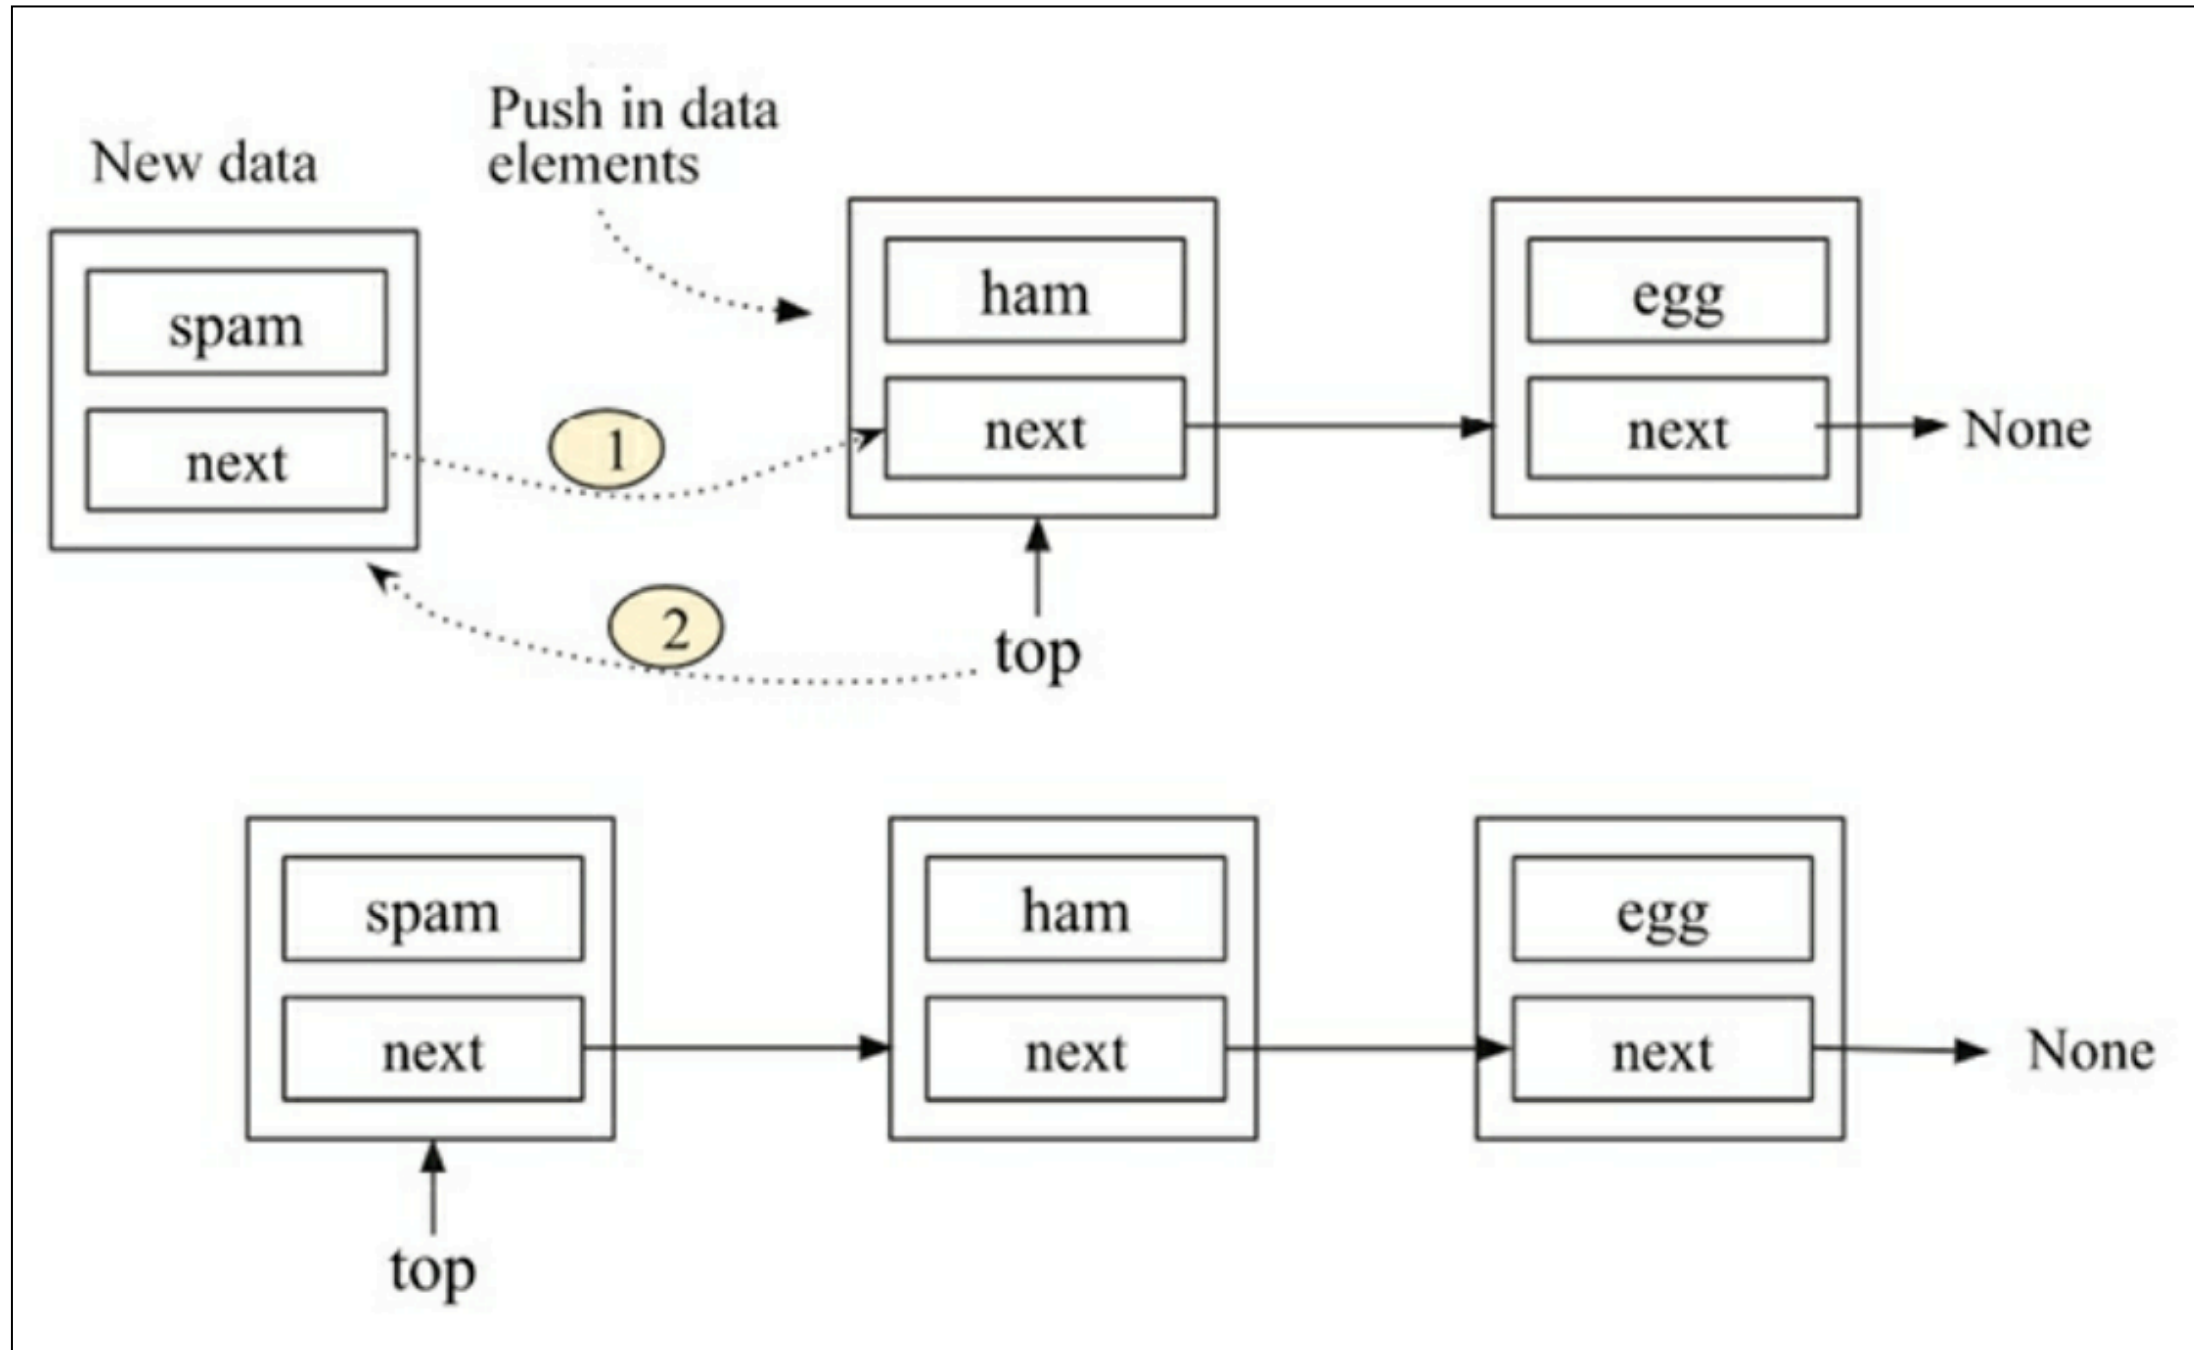 New data
Push in data
elements
spam
next
1
ham
next
egg
next
None
2
top
spam
next
ham
next
egg
next
None
top